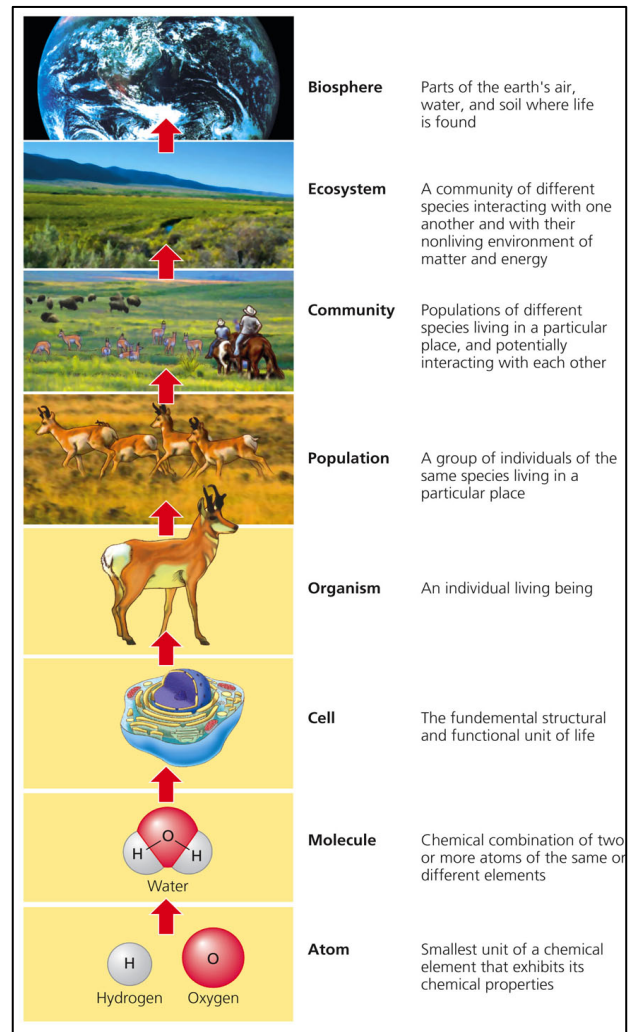 Biosphere
Parts of the earth's air,
water, and soil where life
is found
Ecosystem
A community of different
species interacting with one
another and with their
nonliving environment of
matter and energy
Community
Populations of different
species living in a particular
place, and potentially
interacting with each other
Population
A group of individuals of the
same species living in a
particular place
Organism
An individual living being
Cell
The fundemental structural
and functional unit of life
H O H
Water
Molecule
Chemical combination of two
or more atoms of the same or
different elements
H O
Hydrogen Oxygen
Atom
Smallest unit of a chemical
element that exhibits its
chemical properties